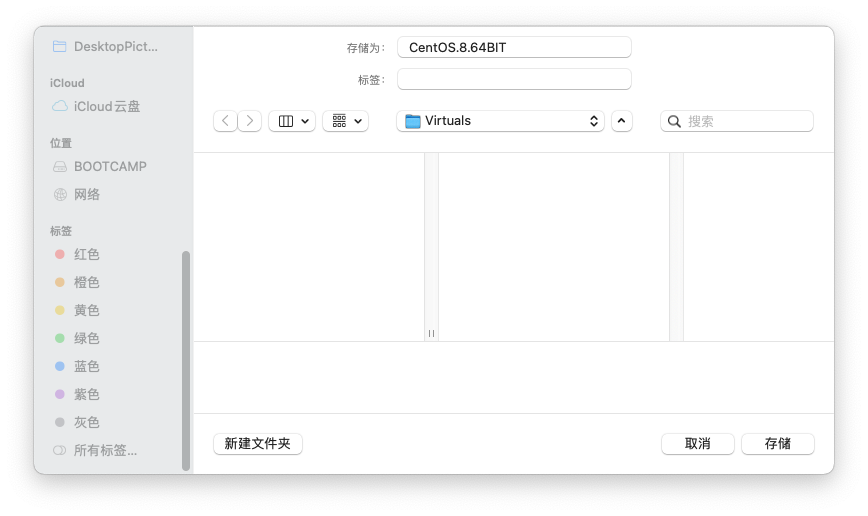 DesktopPict...
iCloud
iCloud云盘
位置
BOOTCAMP
网络
标签
红色
橙色
黄色
绿色
蓝色
紫色
灰色
所有标签...
存储为：
CentOS.8.64BIT
标签：
Virtuals
搜索
新建文件夹
取消
存储